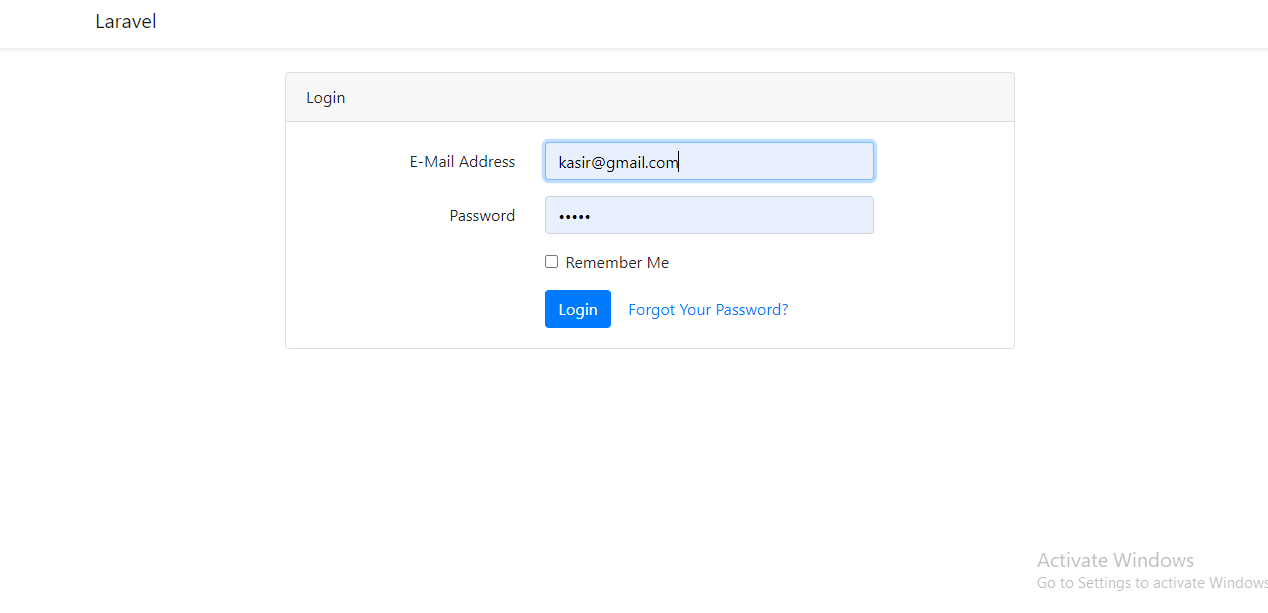 Laravel
Login
E-Mail Address
kasir@gmail.com
Password
•••••
Remember Me
Login
Forgot Your Password?
Activate Windows
Go to Settings to activate Windows